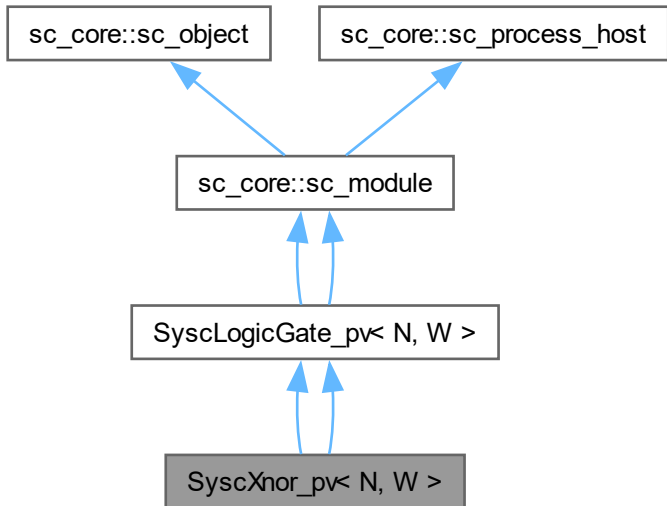 sc_core::sc_object
sc_core::sc_process_host
sc_core::sc_module
SyscLogicGate_pv< N, W >
SyscXnor_pv< N, W >